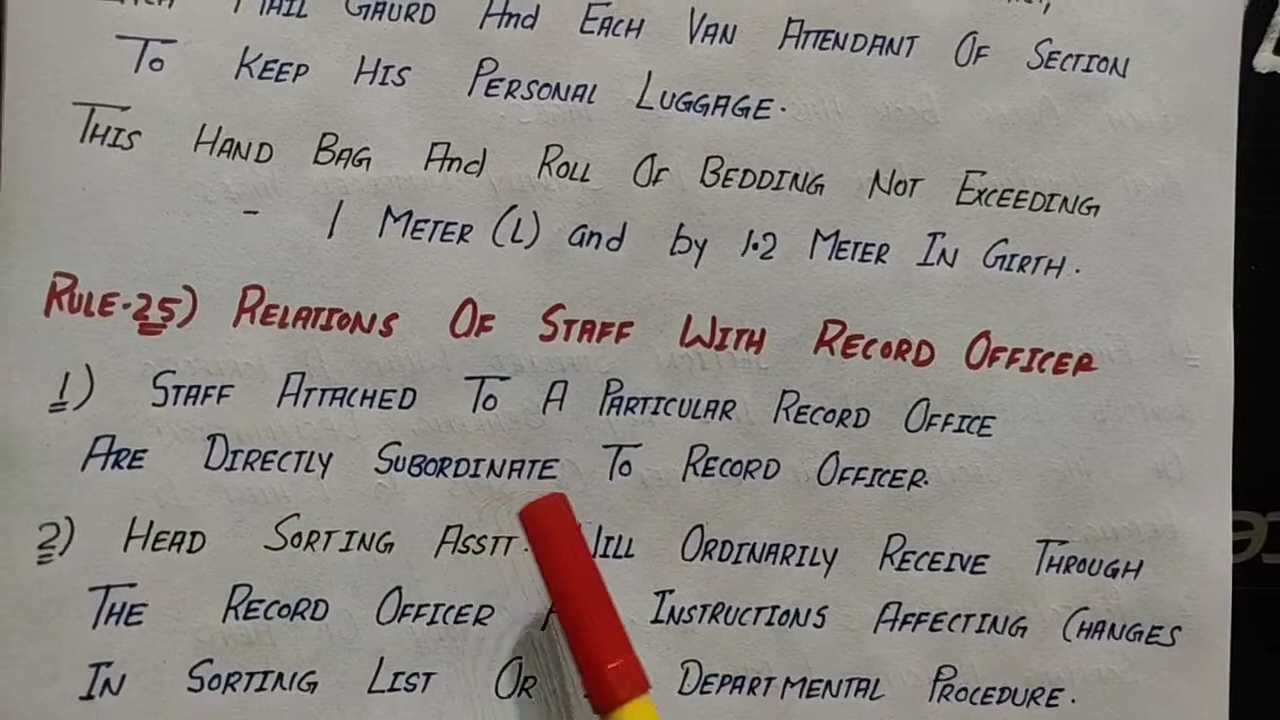 MAIL GAURD And EACH VAN ATTENDANT OF SECTION
To KEEP HIS PERSONAL LUGGAGE.
THIS HAND BAG And ROLL OF BEDDING NOT EXCEEDING
- 1 METER (L) and by 1.2 METER IN GIRTH.
RULE-25) RELATIONS OF STAFF WITH RECORD OFFICER
1) STAFF ATTACHED To A PARTICULAR RECORD OFFICE
ARE DIRECTLY SUBORDINATE To RECORD OFFICER.
2) HEAD SORTING ASSTT. WILL ORDINARILY RECEIVE THROUGH
THE RECORD OFFICER INSTRUCTIONS AFFECTING CHANGES
IN SORTING LIST OR DEPARTMENTAL PROCEDURE.